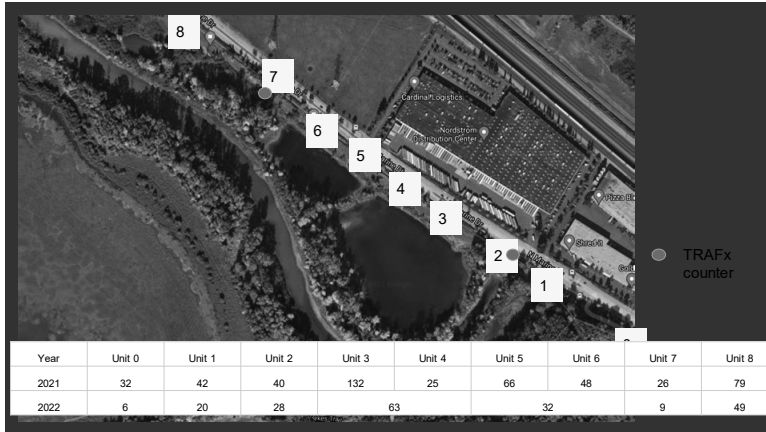 8
7
Cardinal Logistics
6
Nordstrom
Distribution Center
5
4
3
Shred-it
2
TRAFx
counter
1
Year Unit 0 Unit 1 Unit 2 Unit 3 Unit 4 Unit 5 Unit 6 Unit 7 Unit 8
2021 32 42 40 132 25 66 48 26 79
2022 6 20 28 63 32 9 49